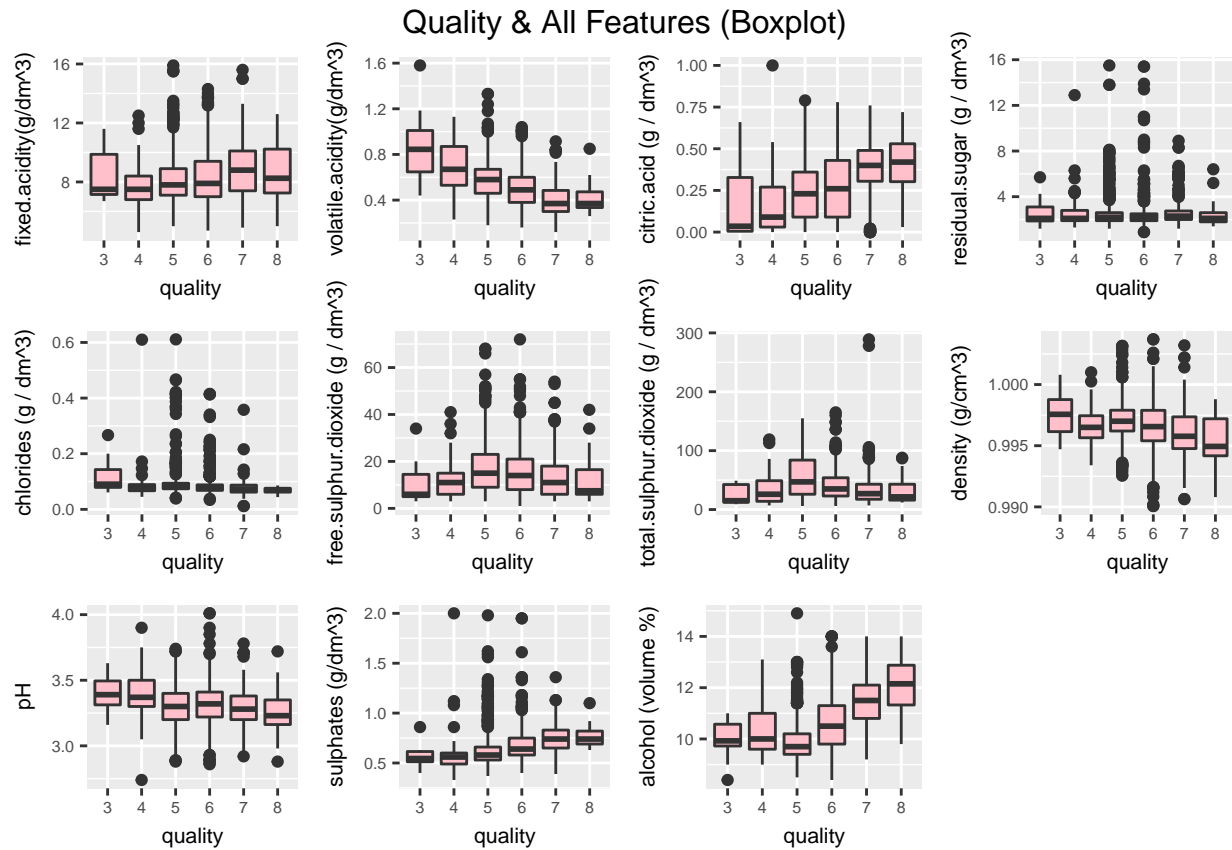 Quality & All Features (Boxplot)
fixed.acidity(g/dm^3)
16
12
8
3 4 5 6 7 8
quality
volatile.acidity(g/dm^3)
1.6
1.2
0.8
0.4
3 4 5 6 7 8
quality
citric.acid (g / dm^3)
1.00
0.75
0.50
0.25
0.00
3 4 5 6 7 8
quality
residual.sugar (g / dm^3)
16
12
8
4
3 4 5 6 7 8
quality
chlorides (g / dm^3)
0.6
0.4
0.2
0.0
3 4 5 6 7 8
quality
free.sulphur.dioxide (g / dm^3)
60
40
20
0
3 4 5 6 7 8
quality
total.sulphur.dioxide (g / dm^3)
300
200
100
0
3 4 5 6 7 8
quality
density (g/cm^3)
1.000
0.995
0.990
3 4 5 6 7 8
quality
pH
4.0
3.5
3.0
3 4 5 6 7 8
quality
sulphates (g/dm^3)
2.0
1.5
1.0
0.5
3 4 5 6 7 8
quality
alcohol (volume %)
14
12
10
3 4 5 6 7 8
quality